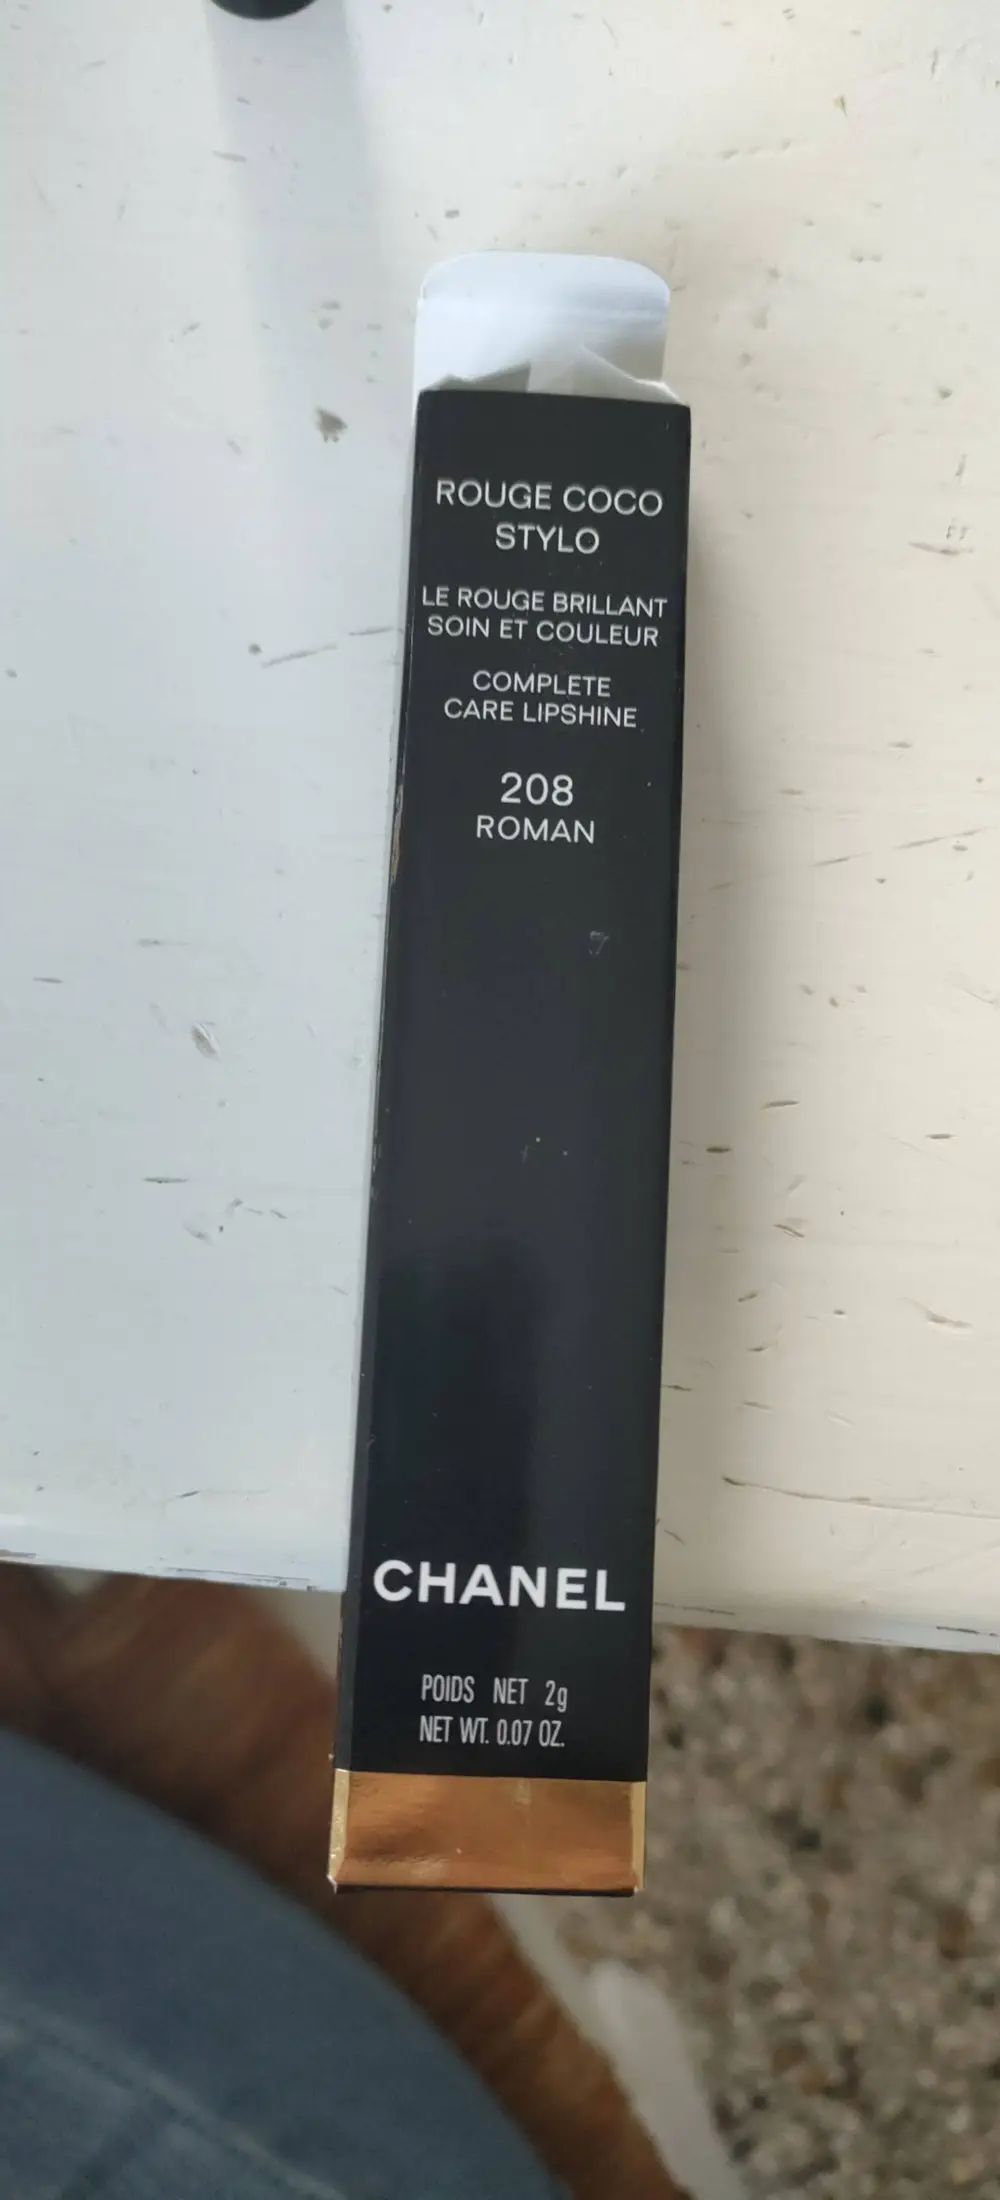 ROUGE COCO
STYLO
LE ROUGE BRILLANT
SOIN ET COULEUR
COMPLETE
CARE LIPSHINE
208
ROMAN
CHANEL
POIDS NET 2g
NET WT. 0.07 OZ.